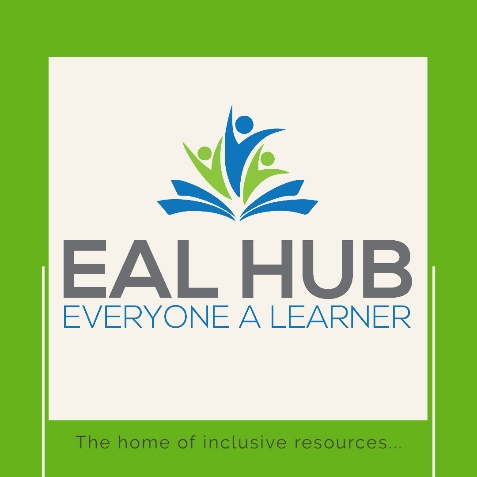 EAL HUB
EVERYONE A LEARNER
The home of inclusive resources...